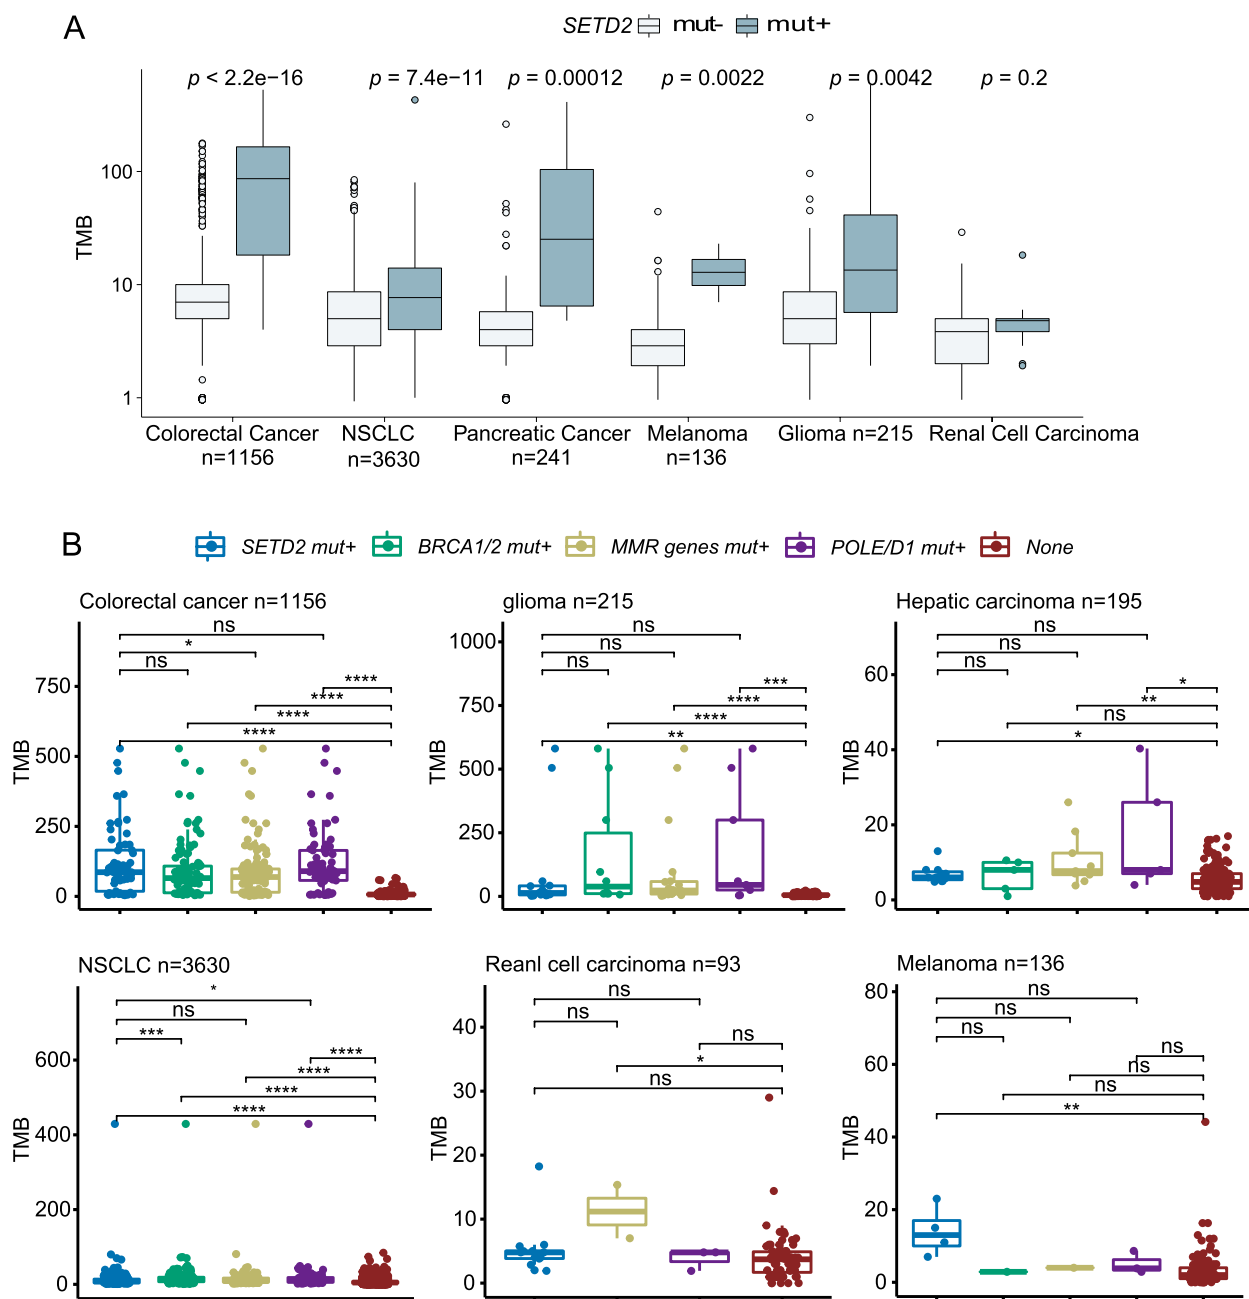 A
SETD2 mut- mut+
p < 2.2e−16 p = 7.4e−11 p = 0.00012 p = 0.0022 p = 0.0042 p = 0.2
100
10
1
TMB
Colorectal Cancer NSCLC Pancreatic Cancer Melanoma Glioma n=215 Renal Cell Carcinoma
n=1156 n=3630 n=241 n=136
B
SETD2 mut+ BRCA1/2 mut+ MMR genes mut+ POLE/D1 mut+ None
Colorectal cancer n=1156
ns
*
ns
****
****
****
****
750
500
250
0
TMB
glioma n=215
ns
ns
ns
***
****
****
**
1000
750
500
250
0
TMB
Hepatic carcinoma n=195
ns
ns
ns
*
**
ns
*
60
40
20
0
TMB
NSCLC n=3630
*
ns
***
****
****
****
****
600
400
200
0
TMB
Reanl cell carcinoma n=93
ns
ns
ns
*
ns
40
30
20
10
0
TMB
Melanoma n=136
ns
ns
ns
ns
ns
ns
**
80
60
40
20
0
TMB